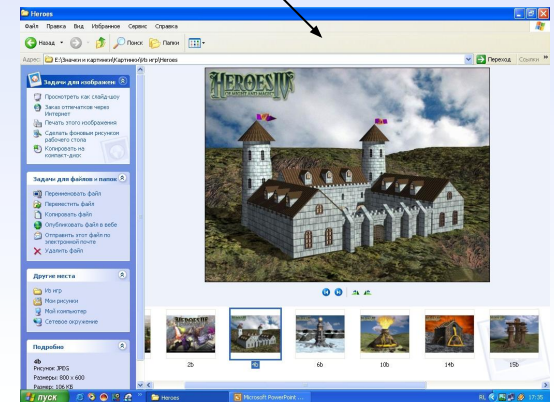 Heroes
Файл Правка Вид Избранное Сервис Справка
Назад Поиск Папки
Адрес: E:\Значки и картинки\Картинки\Из игр\Heroes Переход Ссылки »
Задачи для изображен
Просмотреть как слайд-шоу
Заказ отпечатков через
Интернет
Печать этого изображения
Сделать фоновым рисунком
рабочего стола
Копировать на
компакт-диск
Задачи для файлов и папок
Переименовать файл
Переместить файл
Копировать файл
Опубликовать файл в вебе
Отправить этот файл по
электронной почте
Удалить файл
Другие места
Из игр
Мои рисунки
Мой компьютер
Сетевое окружение
Подробно
4b
Рисунок JPEG
Размеры: 800 x 600
Размер: 106 КБ
HEROES IV
2b 4b 6b 10b 14b 15b
пуск Heroes Microsoft PowerPoint ... RL 17:35